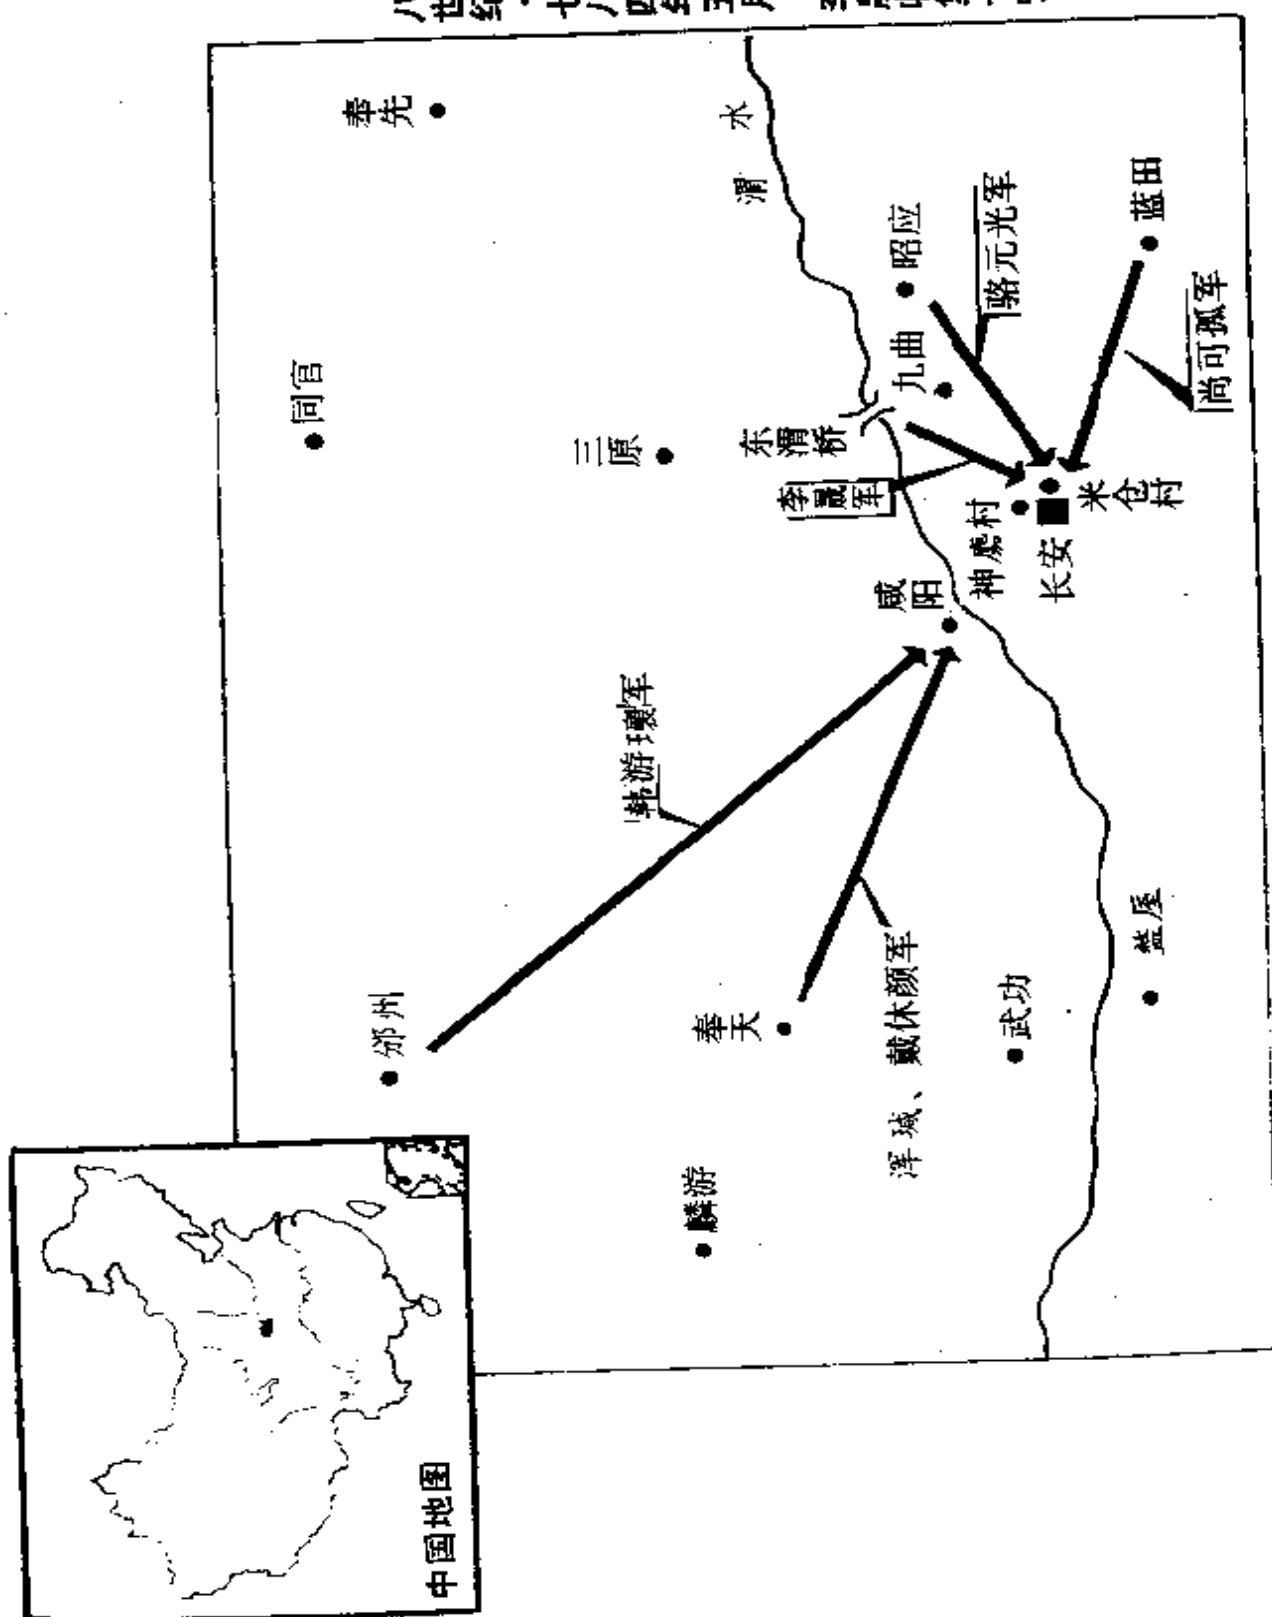 奉先
同官
三原
渭水
昭应
九曲
东渭桥
骆元光军
蓝田
尚可孤军
李晟军
神麀村
长安
米仓村
咸阳
韩游瓌军
邠州
奉天
浑瑊、戴休颜军
武功
盩厔
麟游
中国地图